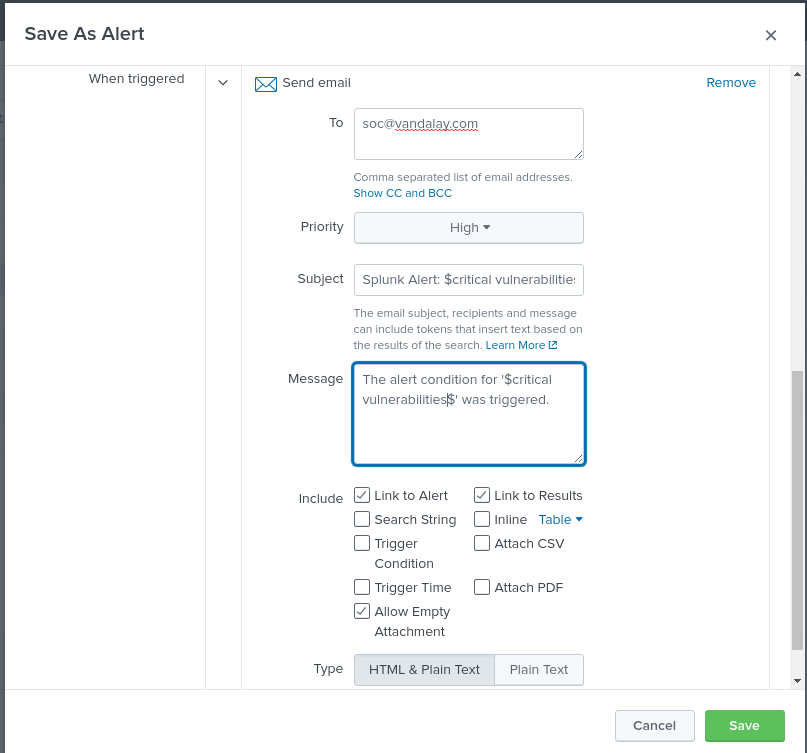 Save As Alert
When triggered
Send email
Remove
To
soc@vandalay.com
Comma separated list of email addresses.
Show CC and BCC
Priority
High
Subject
Splunk Alert: $critical vulnerabilities
The email subject, recipients and message
can include tokens that insert text based on
the results of the search. Learn More
Message
The alert condition for '$critical
vulnerabilities$' was triggered.
Include
Link to Alert
Link to Results
Search String
Inline Table
Trigger
Condition
Attach CSV
Trigger Time
Attach PDF
Allow Empty
Attachment
Type
HTML & Plain Text
Plain Text
Cancel
Save